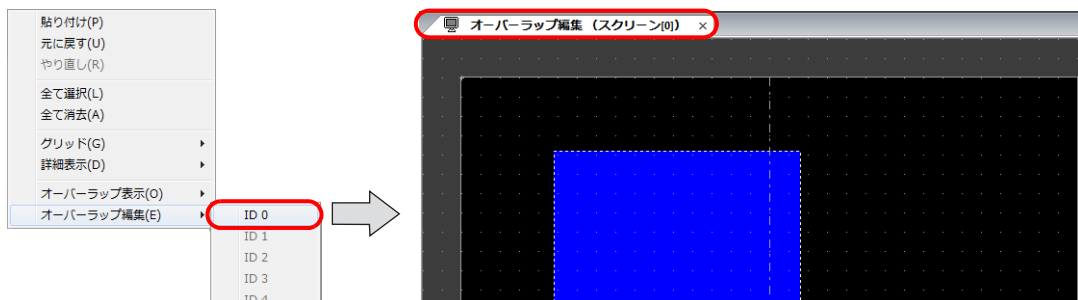 貼り付け(P)
元に戻す(U)
やり直し(R)
全て選択(L)
全て消去(A)
グリッド(G)
詳細表示(D)
オーバーラップ表示(O)
オーバーラップ編集(E)
ID 0
ID 1
ID 2
ID 3
ID 4
オーバーラップ編集 (スクリーン[0]) ×